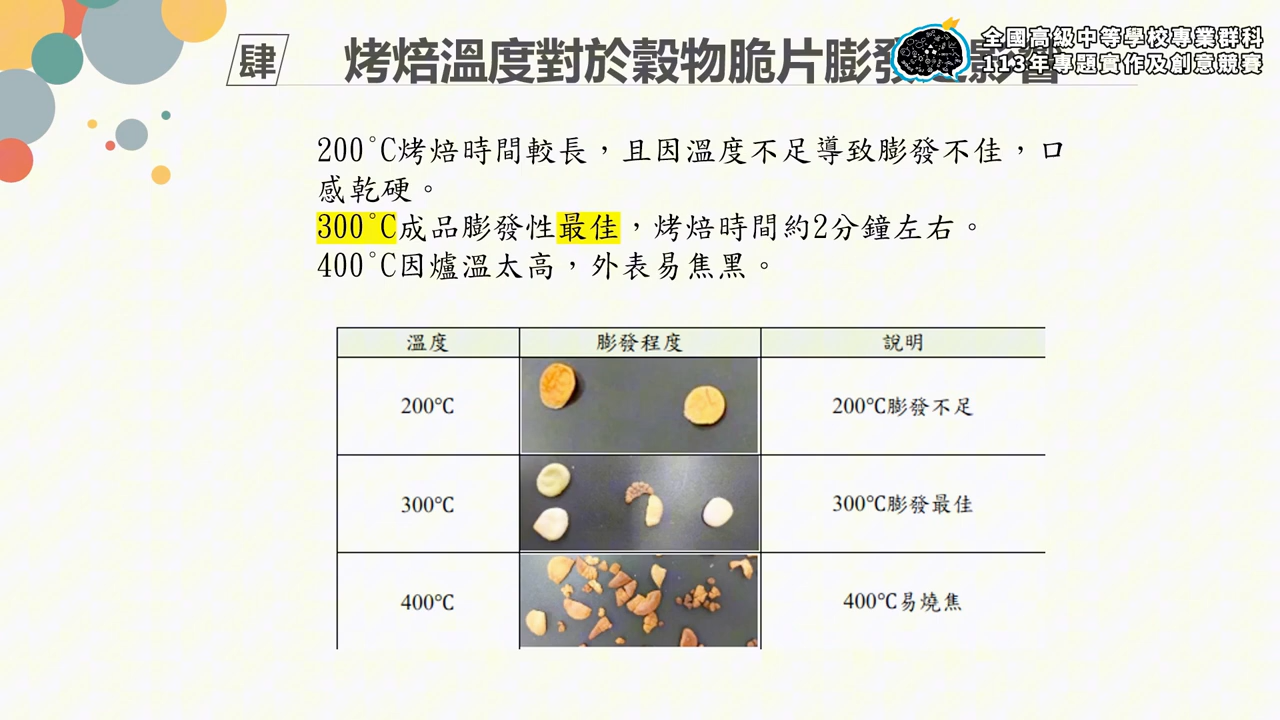 肆
烤焙溫度對於穀物脆片膨發
全國高級中等學校專業群科
113年專題實作及創意競賽
200°C烤焙時間較長，且因溫度不足導致膨發不佳，口
感乾硬。
300°C成品膨發性最佳，烤焙時間約2分鐘左右。
400°C因爐溫太高，外表易焦黑。
溫度 膨發程度 說明
200℃ 200℃膨發不足
300℃ 300℃膨發最佳
400℃ 400℃易燒焦